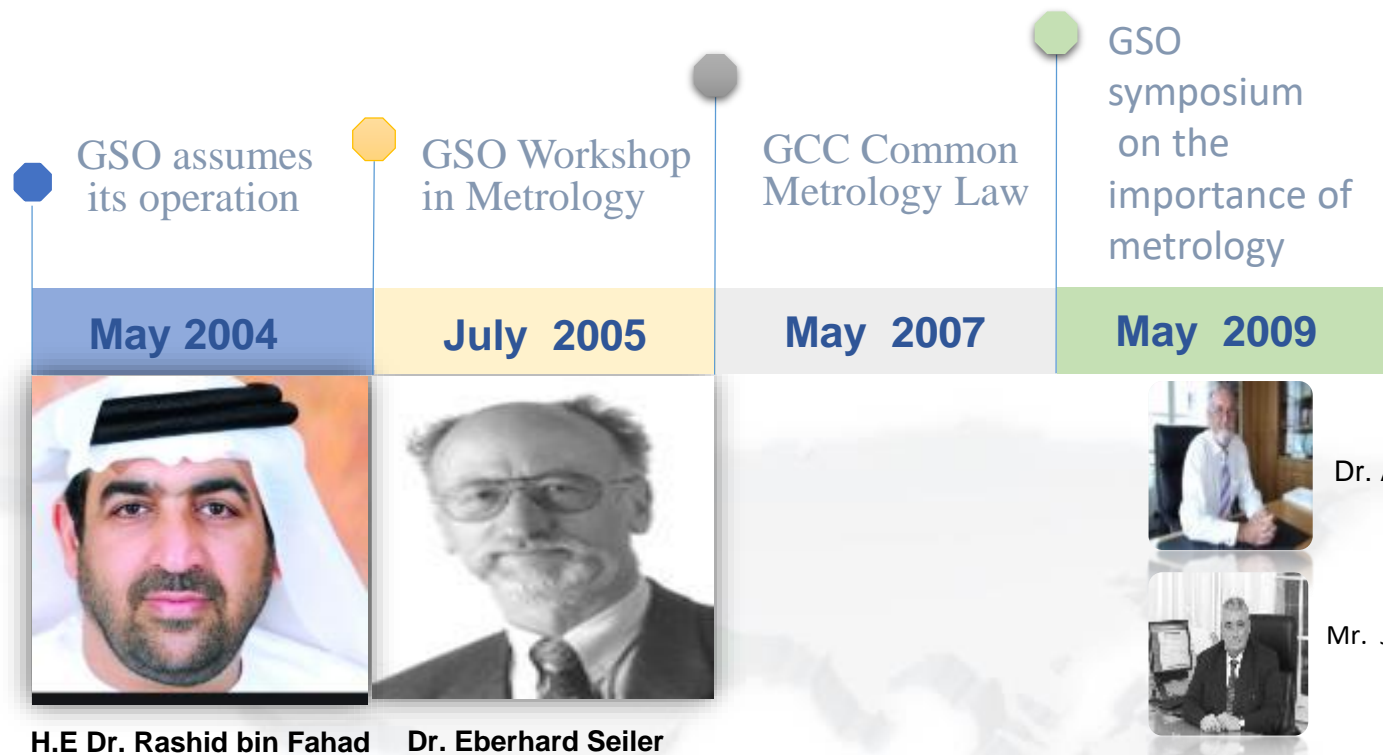 GSO assumes
its operation
GSO Workshop
in Metrology
GCC Common
Metrology Law
GSO
symposium
on the
importance of
metrology
May 2004
July 2005
May 2007
May 2009
H.E Dr. Rashid bin Fahad
Dr. Eberhard Seiler
Dr.
Mr.